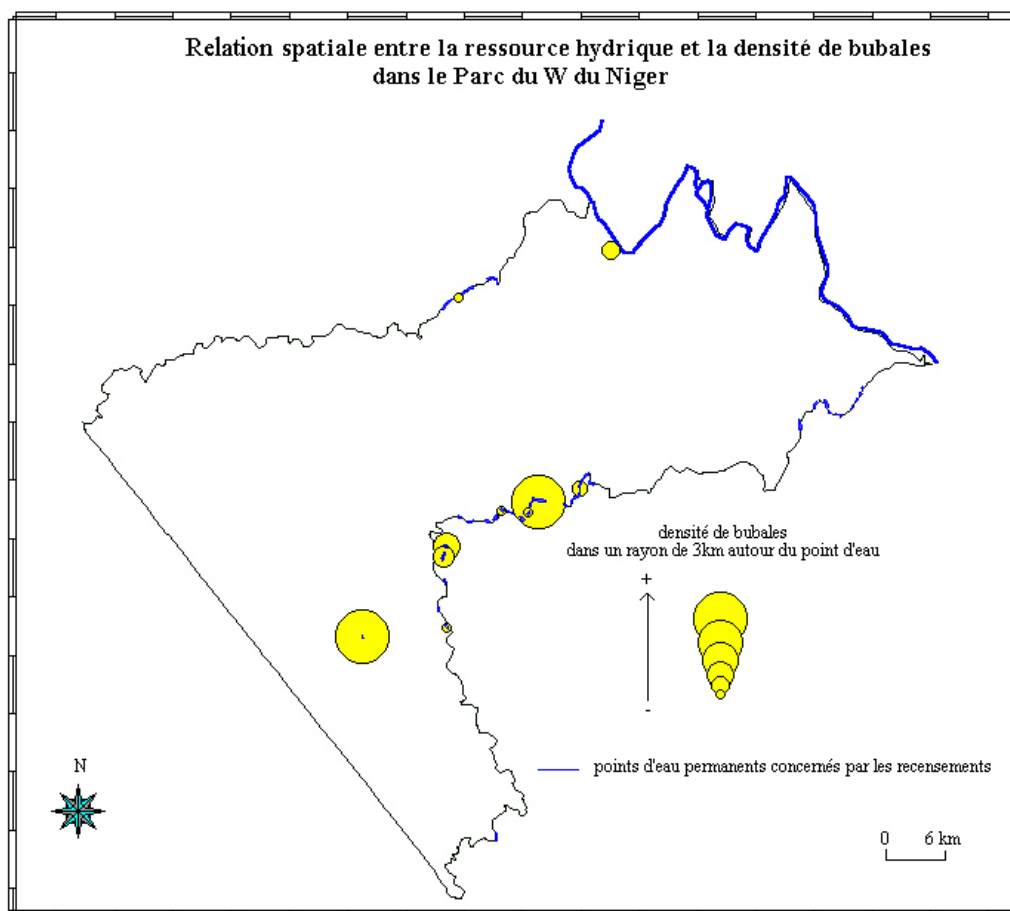 Relation spatiale entre la ressource hydrique et la densité de bubales
dans le Parc du W du Niger
densité de bubales
dans un rayon de 3km autour du point d'eau
+
-
N
points d'eau permanents concernés par les recensements
0 6 km